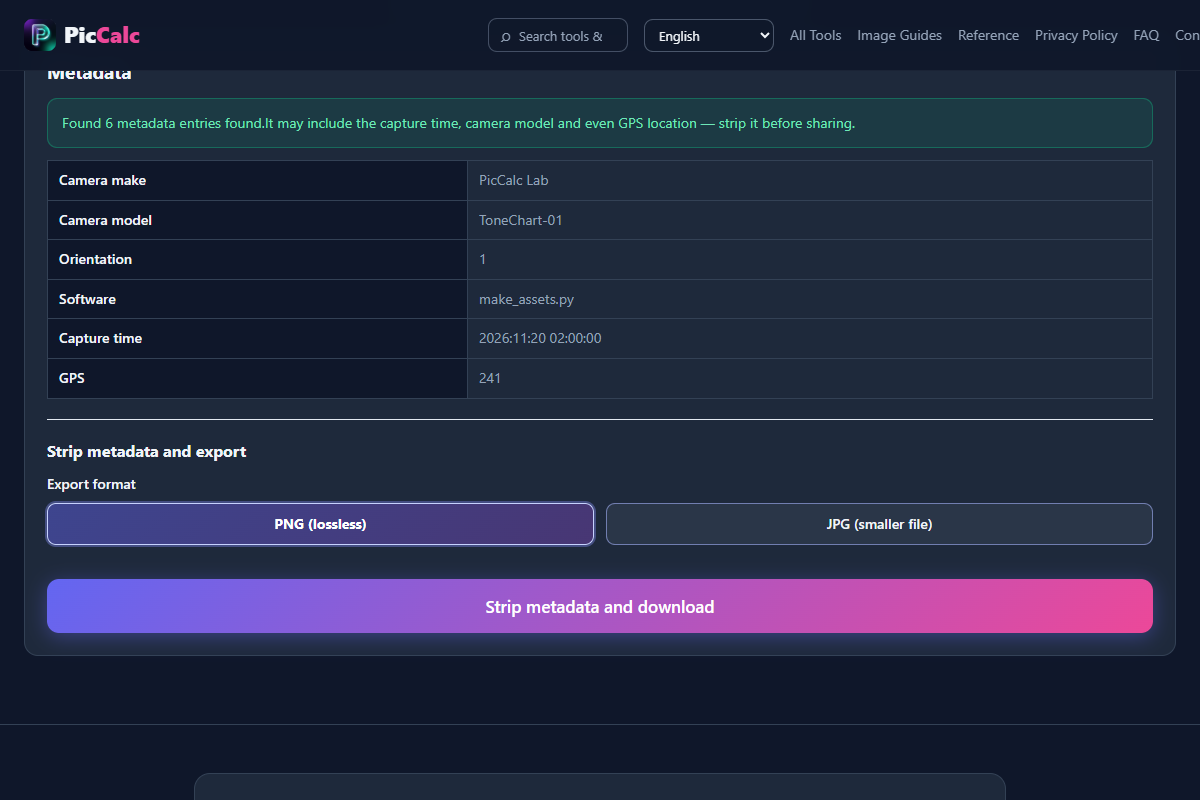 PicCalc
Search tools &
English
All Tools
Image Guides
Reference
Privacy Policy
FAQ
Metadata
Found 6 metadata entries found.It may include the capture time, camera model and even GPS location — strip it before sharing.
Camera make PicCalc Lab
Camera model ToneChart-01
Orientation 1
Software make_assets.py
Capture time 2026:11:20 02:00:00
GPS 241
Strip metadata and export
Export format
PNG (lossless)
JPG (smaller file)
Strip metadata and download